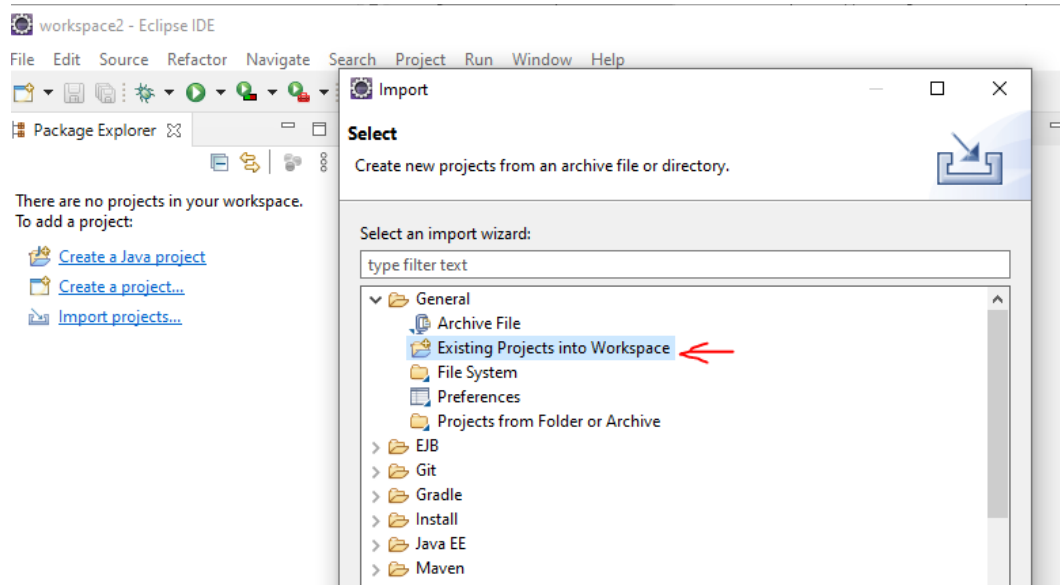 workspace2 - Eclipse IDE
File Edit Source Refactor Navigate Search Project Run Window Help
Package Explorer
There are no projects in your workspace.
To add a project:
Create a Java project
Create a project...
Import projects...
Import
Select
Create new projects from an archive file or directory.
Select an import wizard:
type filter text
General
Archive File
Existing Projects into Workspace
File System
Preferences
Projects from Folder or Archive
EJB
Git
Gradle
Install
Java EE
Maven